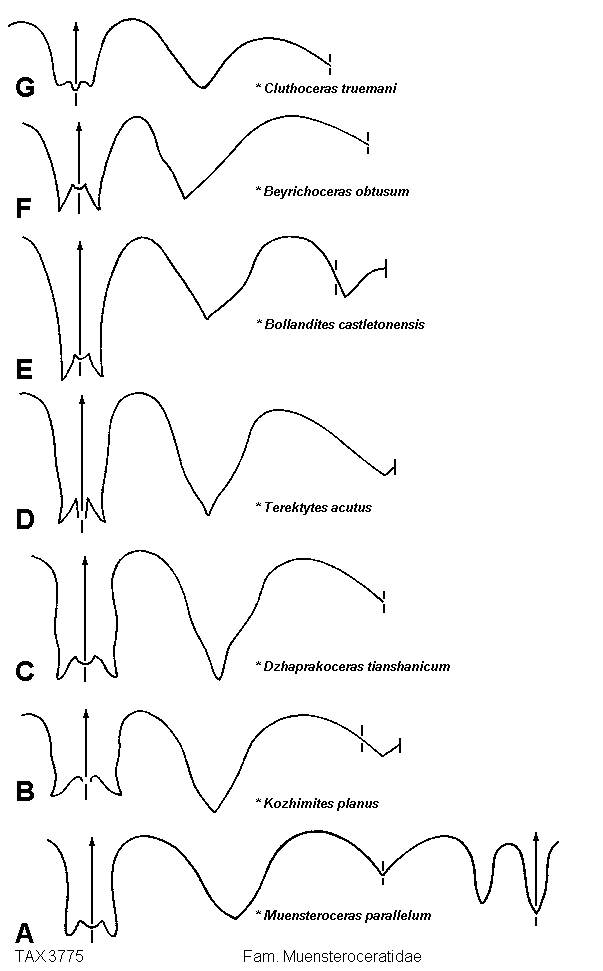 G
* Cluthoceras truemani
F
* Beyrichoceras obtusum
E
* Bollandites castletonensis
D
* Terektytes acutus
C
* Dzhaprakoceras tianshanicum
B
* Kozhimites planus
A
* Muensteroceras parallelum
TAX3775 Fam. Muensteroceratidae